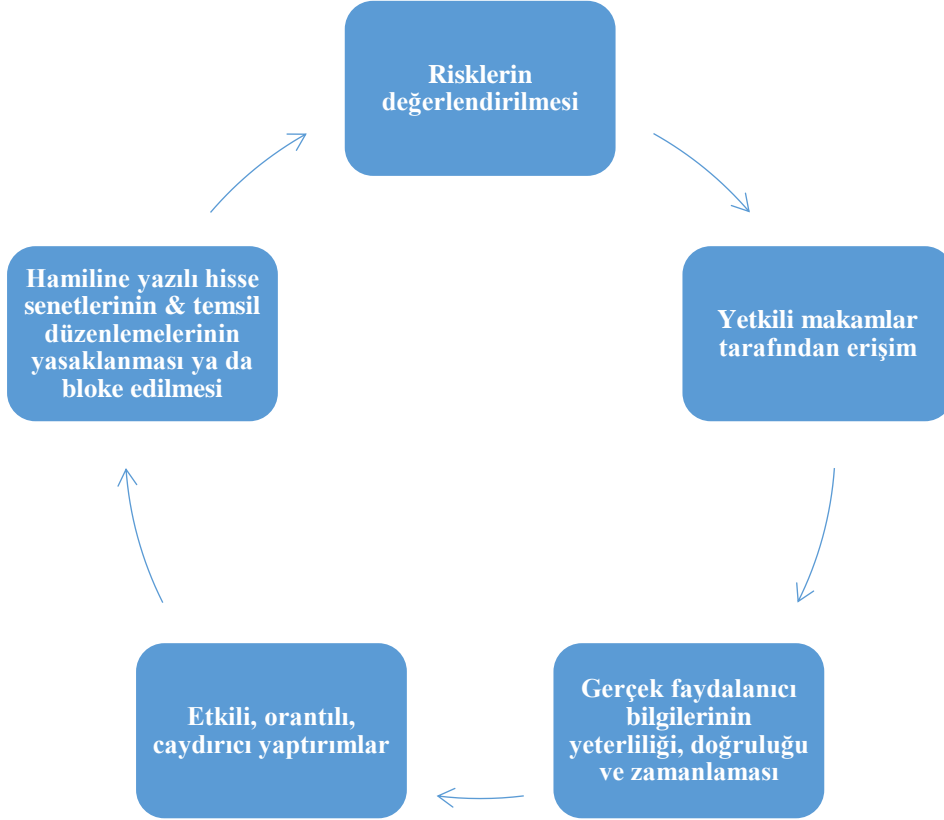 Risklerin
değerlendirilmesi
Yetkili makamlar
tarafından erişim
Gerçek faydalanıcı
bilgilerinin
yeterliliği, doğruluğu
ve zamanlaması
Etkili, orantılı,
caydırıcı yaptırımlar
Hamiline yazılı hisse
senetlerinin & temsil
düzenlemelerinin
yasaklanması ya da
bloke edilmesi